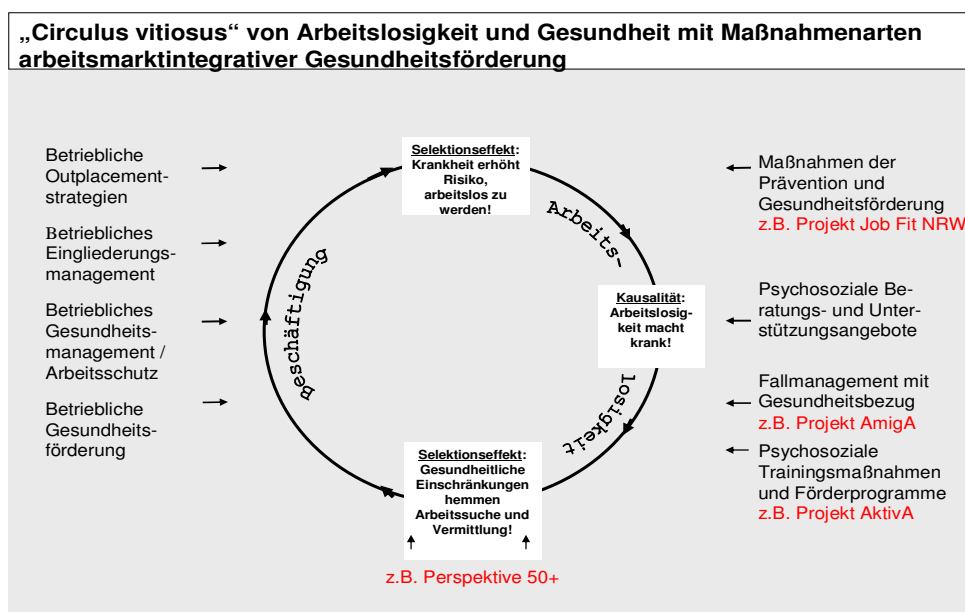 „Circulus vitiosus“ von Arbeitslosigkeit und Gesundheit mit Maßnahmenarten
arbeitsmarktintegrativer Gesundheitsförderung
Betriebliche
Outplacement-
strategien
Betriebliches
Eingliederungs-
management
Betriebliches
Gesundheits-
management /
Arbeitsschutz
Betriebliche
Gesundheits-
förderung
Beschäftigung
Selektionseffekt:
Krankheit erhöht
Risiko,
arbeitslos zu
werden!
Arbeits-
Kausalität:
Arbeitslosig-
keit macht
krank!
losigkeit
Selektionseffekt:
Gesundheitliche
Einschränkungen
hemmen
Arbeitssuche und
Vermittlung!
z.B. Perspektive 50+
Maßnahmen der
Prävention und
Gesundheitsförderung
z.B. Projekt Job Fit NRW
Psychosoziale Be-
ratungs- und Unter-
stützungsangebote
Fallmanagement mit
Gesundheitsbezug
z.B. Projekt AmigA
Psychosoziale
Trainingsmaßnahmen
und Förderprogramme
z.B. Projekt AktivA